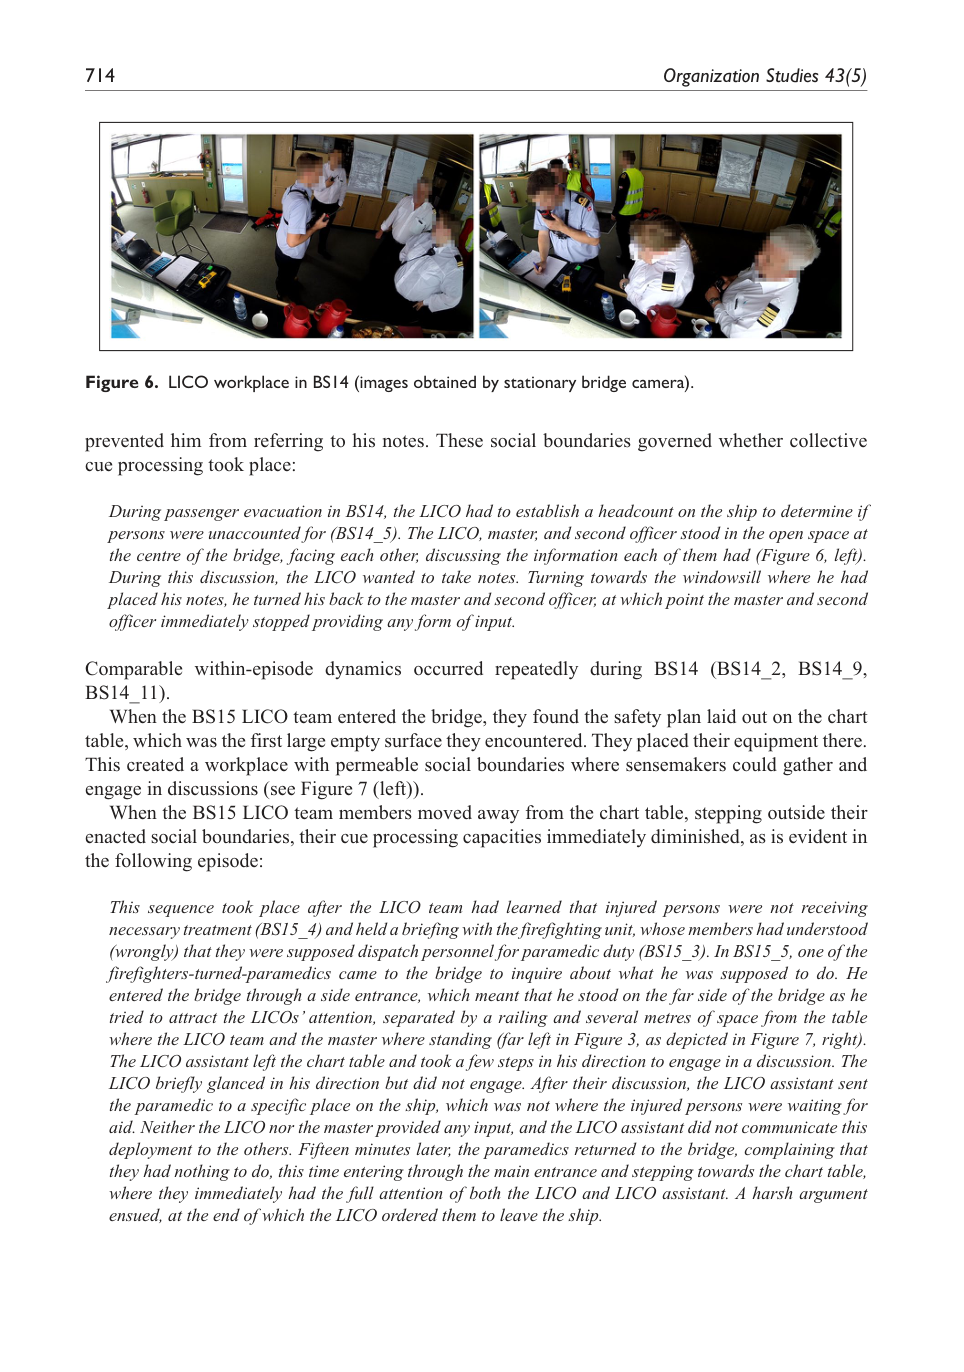 714
Organization Studies 43(5)
Figure 6. LICO workplace in BS14 (images obtained by stationary bridge camera).
prevented him from referring to his notes. These social boundaries governed whether collective
cue processing took place:
During passenger evacuation in BS14, the LICO had to establish a headcount on the ship to determine if
persons were unaccounted for (BS14_5). The LICO, master, and second officer stood in the open space at
the centre of the bridge, facing each other, discussing the information each of them had (Figure 6, left).
During this discussion, the LICO wanted to take notes. Turning towards the windowsill where he had
placed his notes, he turned his back to the master and second officer, at which point the master and second
officer immediately stopped providing any form of input.
Comparable within-episode dynamics occurred repeatedly during BS14 (BS14_2, BS14_9,
BS14_11).
When the BS15 LICO team entered the bridge, they found the safety plan laid out on the chart
table, which was the first large empty surface they encountered. They placed their equipment there.
This created a workplace with permeable social boundaries where sensemakers could gather and
engage in discussions (see Figure 7 (left)).
When the BS15 LICO team members moved away from the chart table, stepping outside their
enacted social boundaries, their cue processing capacities immediately diminished, as is evident in
the following episode:
This sequence took place after the LICO team had learned that injured persons were not receiving
necessary treatment (BS15_4) and held a briefing with the firefighting unit, whose members had understood
(wrongly) that they were supposed dispatch personnel for paramedic duty (BS15_3). In BS15_5, one of the
firefighters-turned-paramedics came to the bridge to inquire about what he was supposed to do. He
entered the bridge through a side entrance, which meant that he stood on the far side of the bridge as he
tried to attract the LICOs' attention, separated by a railing and several metres of space from the table
where the LICO team and the master where standing (far left in Figure 3, as depicted in Figure 7, right).
The LICO assistant left the chart table and took a few steps in his direction to engage in a discussion. The
LICO briefly glanced in his direction but did not engage. After their discussion, the LICO assistant sent
the paramedic to a specific place on the ship, which was not where the injured persons were waiting for
aid. Neither the LICO nor the master provided any input, and the LICO assistant did not communicate this
deployment to the others. Fifteen minutes later, the paramedics returned to the bridge, complaining that
they had nothing to do, this time entering through the main entrance and stepping towards the chart table,
where they immediately had the full attention of both the LICO and LICO assistant. A harsh argument
ensued, at the end of which the LICO ordered them to leave the ship.